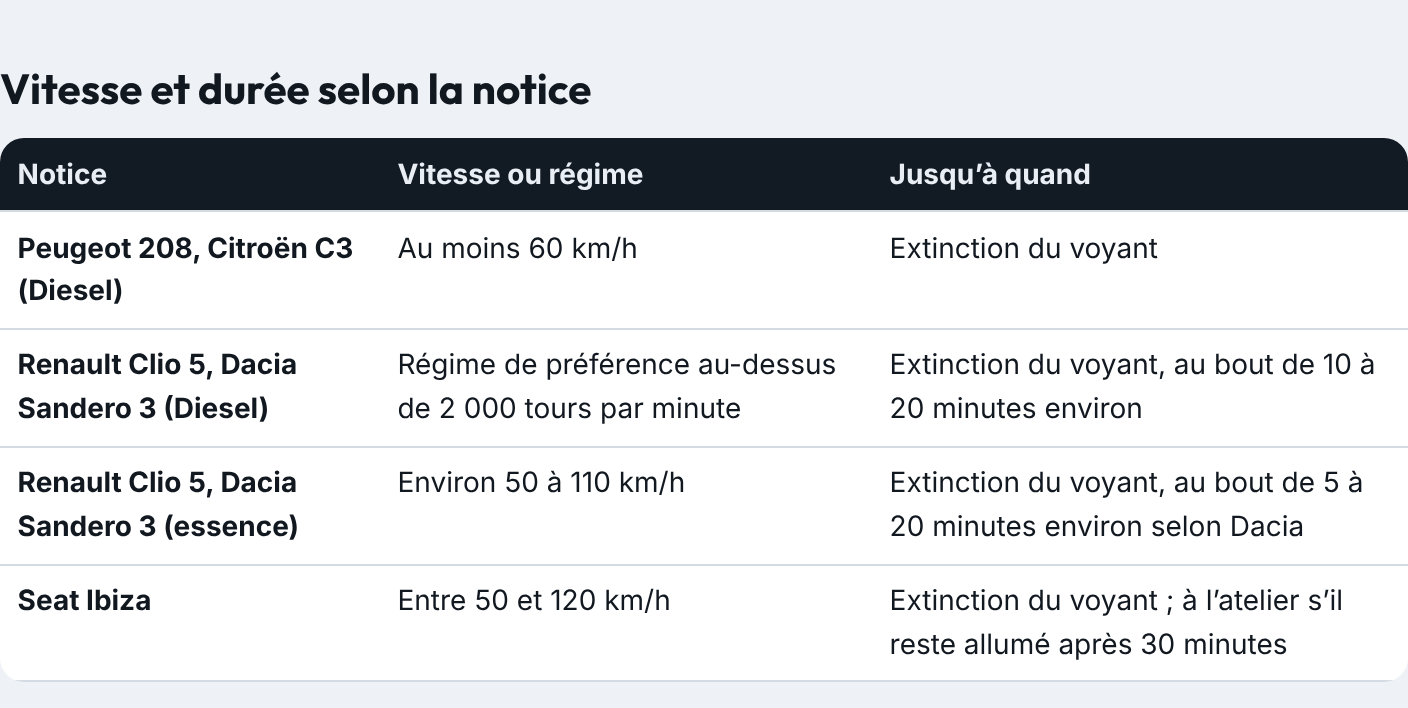 Vitesse et durée selon la notice
Notice
Vitesse ou régime
Jusqu’à quand
Peugeot 208, Citroën C3
(Diesel)
Au moins 60 km/h
Extinction du voyant
Renault Clio 5, Dacia
Sandero 3 (Diesel)
Régime de préférence au-dessus
de 2 000 tours par minute
Extinction du voyant, au bout de 10 à
20 minutes environ
Renault Clio 5, Dacia
Sandero 3 (essence)
Environ 50 à 110 km/h
Extinction du voyant, au bout de 5 à
20 minutes environ selon Dacia
Seat Ibiza
Entre 50 et 120 km/h
Extinction du voyant ; à l’atelier s’il
reste allumé après 30 minutes